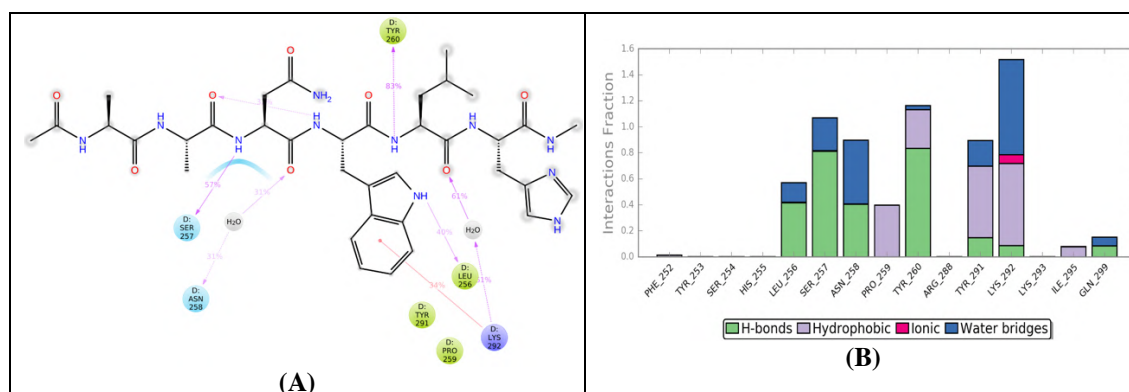 D:
TYR
260
83%
O
O
NH₂
O
O
O
O
N
H
N
H
N
H
N
H
N
H
N
H
N
H
O
O
O
O
N
NH
NH
57%
31%
61%
40%
H₂O
H₂O
D:
SER
257
31%
D:
ASN
258
D:
LEU
256
51%
34%
D:
TYR
291
D:
PRO
259
D:
LYS
292
(A)
Interactions Fraction
1.6
1.4
1.2
1.0
0.8
0.6
0.4
0.2
0.0
PHE_252
TYR_253
SER_254
HIS_255
LEU_256
SER_257
ASN_258
PRO_259
TYR_260
ARG_288
TYR_291
LYS_292
LYS_293
ILE_295
GLN_299
H-bonds Hydrophobic Ionic Water bridges
(B)